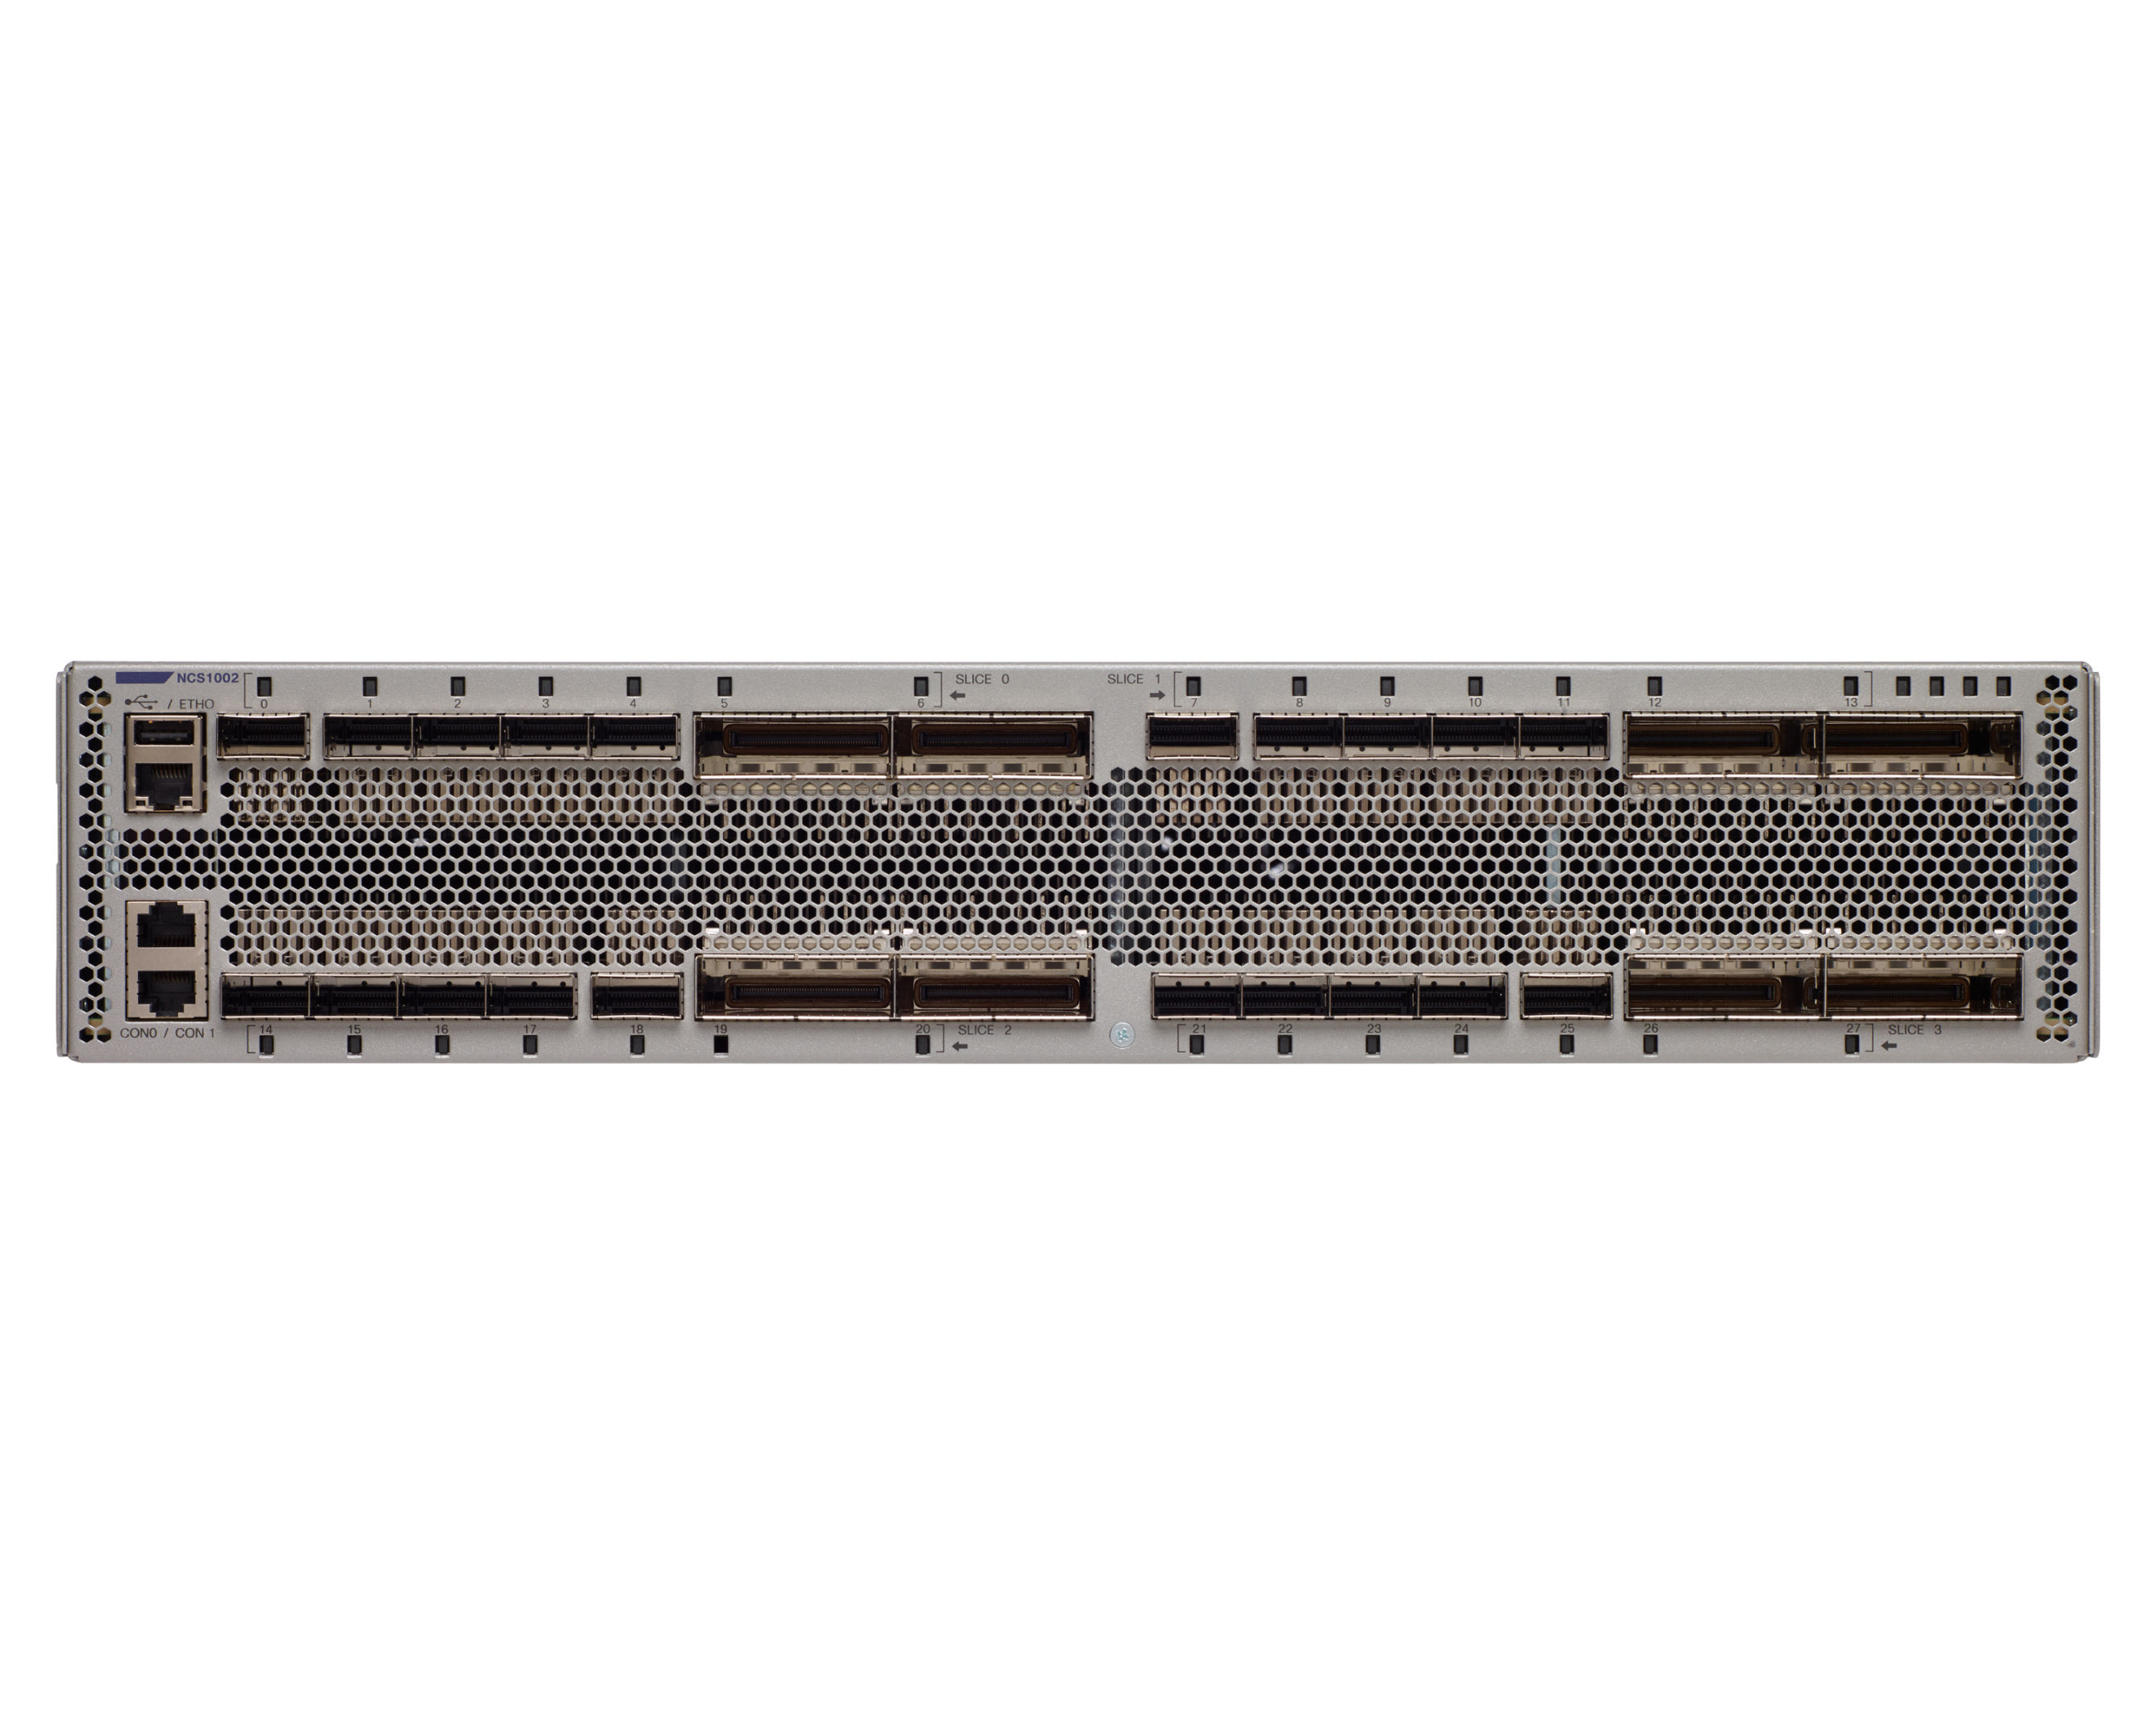 NCS1002
/ ETHO
0 1 2 3 4 5 6 SLICE 0
SLICE 1 7 8 9 10 11 12 13
CON0 / CON 1
14 15 16 17 18 19 20 SLICE 2
21 22 23 24 25 26 27 SLICE 3